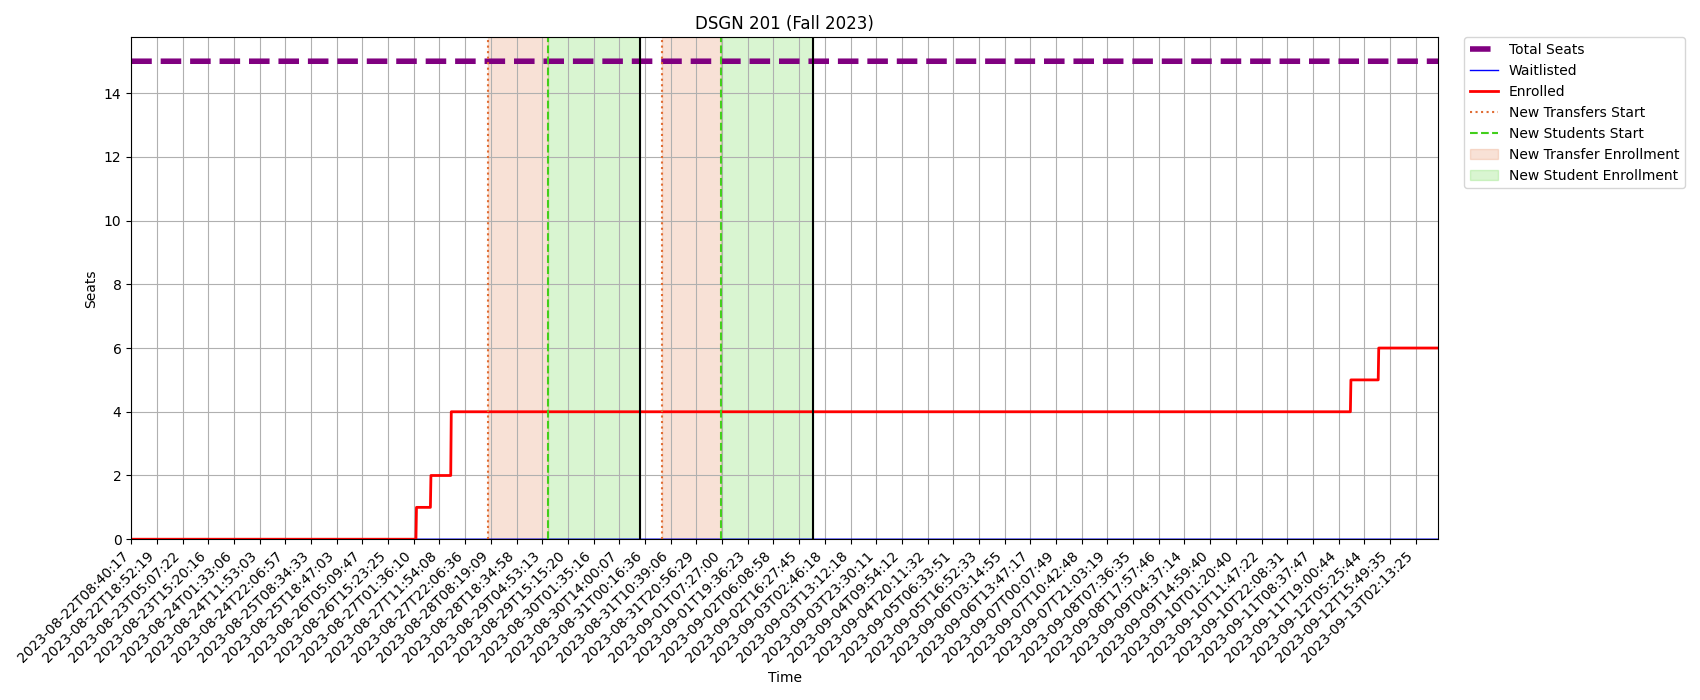 DSGN 201 (Fall 2023)
Total Seats
Waitlisted
Enrolled
New Transfers Start
New Students Start
New Transfer Enrollment
New Student Enrollment
Seats
14
12
10
8
6
4
2
0
2023-08-22T08:40:17
2023-08-22T18:52:19
2023-08-23T05:07:22
2023-08-23T15:20:16
2023-08-24T01:33:06
2023-08-24T11:53:03
2023-08-24T22:06:57
2023-08-25T08:34:33
2023-08-25T18:47:03
2023-08-26T05:09:47
2023-08-26T15:23:25
2023-08-27T01:36:10
2023-08-27T11:54:08
2023-08-27T22:06:36
2023-08-28T08:19:09
2023-08-28T18:34:58
2023-08-29T04:53:13
2023-08-29T15:15:20
2023-08-30T01:35:16
2023-08-30T14:00:07
2023-08-31T00:16:36
2023-08-31T10:39:06
2023-08-31T20:56:29
2023-09-01T07:27:00
2023-09-01T19:36:23
2023-09-02T06:08:58
2023-09-02T16:27:45
2023-09-03T02:46:18
2023-09-03T13:12:18
2023-09-03T23:30:11
2023-09-04T09:54:12
2023-09-04T20:11:32
2023-09-05T06:33:51
2023-09-05T16:52:33
2023-09-06T03:14:55
2023-09-06T13:47:17
2023-09-07T00:07:49
2023-09-07T10:42:48
2023-09-07T21:03:19
2023-09-08T07:36:35
2023-09-08T17:57:46
2023-09-09T04:37:14
2023-09-09T14:59:40
2023-09-10T01:20:40
2023-09-10T11:47:22
2023-09-10T22:08:31
2023-09-11T08:37:47
2023-09-11T19:00:44
2023-09-12T05:25:44
2023-09-12T15:49:35
2023-09-13T02:13:25
Time